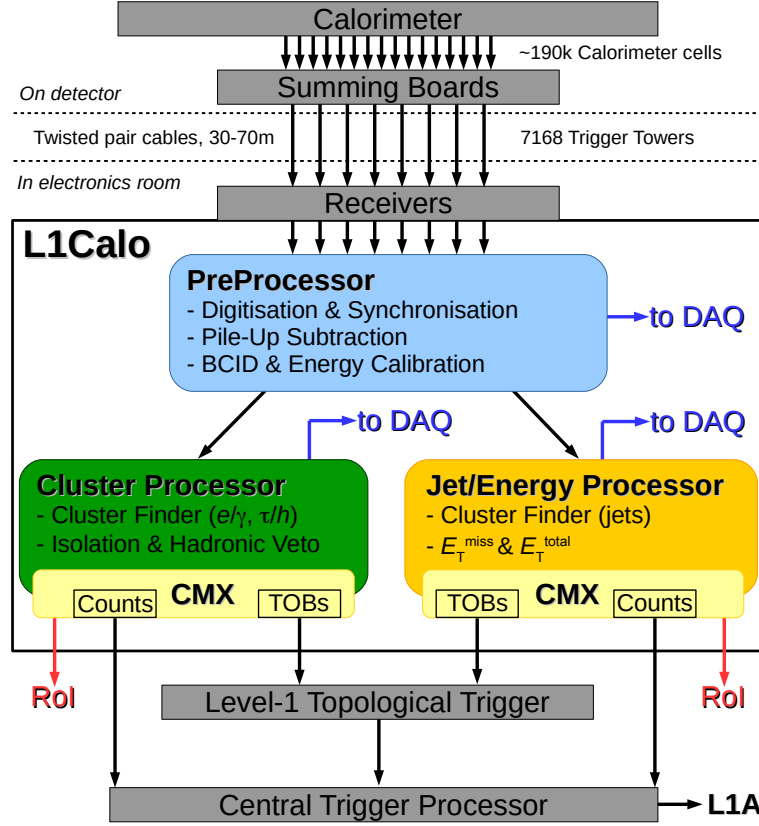 Calorimeter
~190k Calorimeter cells
Summing Boards
On detector
Twisted pair cables, 30-70m
7168 Trigger Towers
In electronics room
Receivers
L1Calo
PreProcessor
- Digitisation & Synchronisation
- Pile-Up Subtraction
- BCID & Energy Calibration
to DAQ
to DAQ
to DAQ
Cluster Processor
- Cluster Finder (e/γ, τ/h)
- Isolation & Hadronic Veto
Jet/Energy Processor
- Cluster Finder (jets)
- E_T^miss & E_T^total
Counts
CMX
TOBs
TOBs
CMX
Counts
RoI
RoI
Level-1 Topological Trigger
Central Trigger Processor
L1A